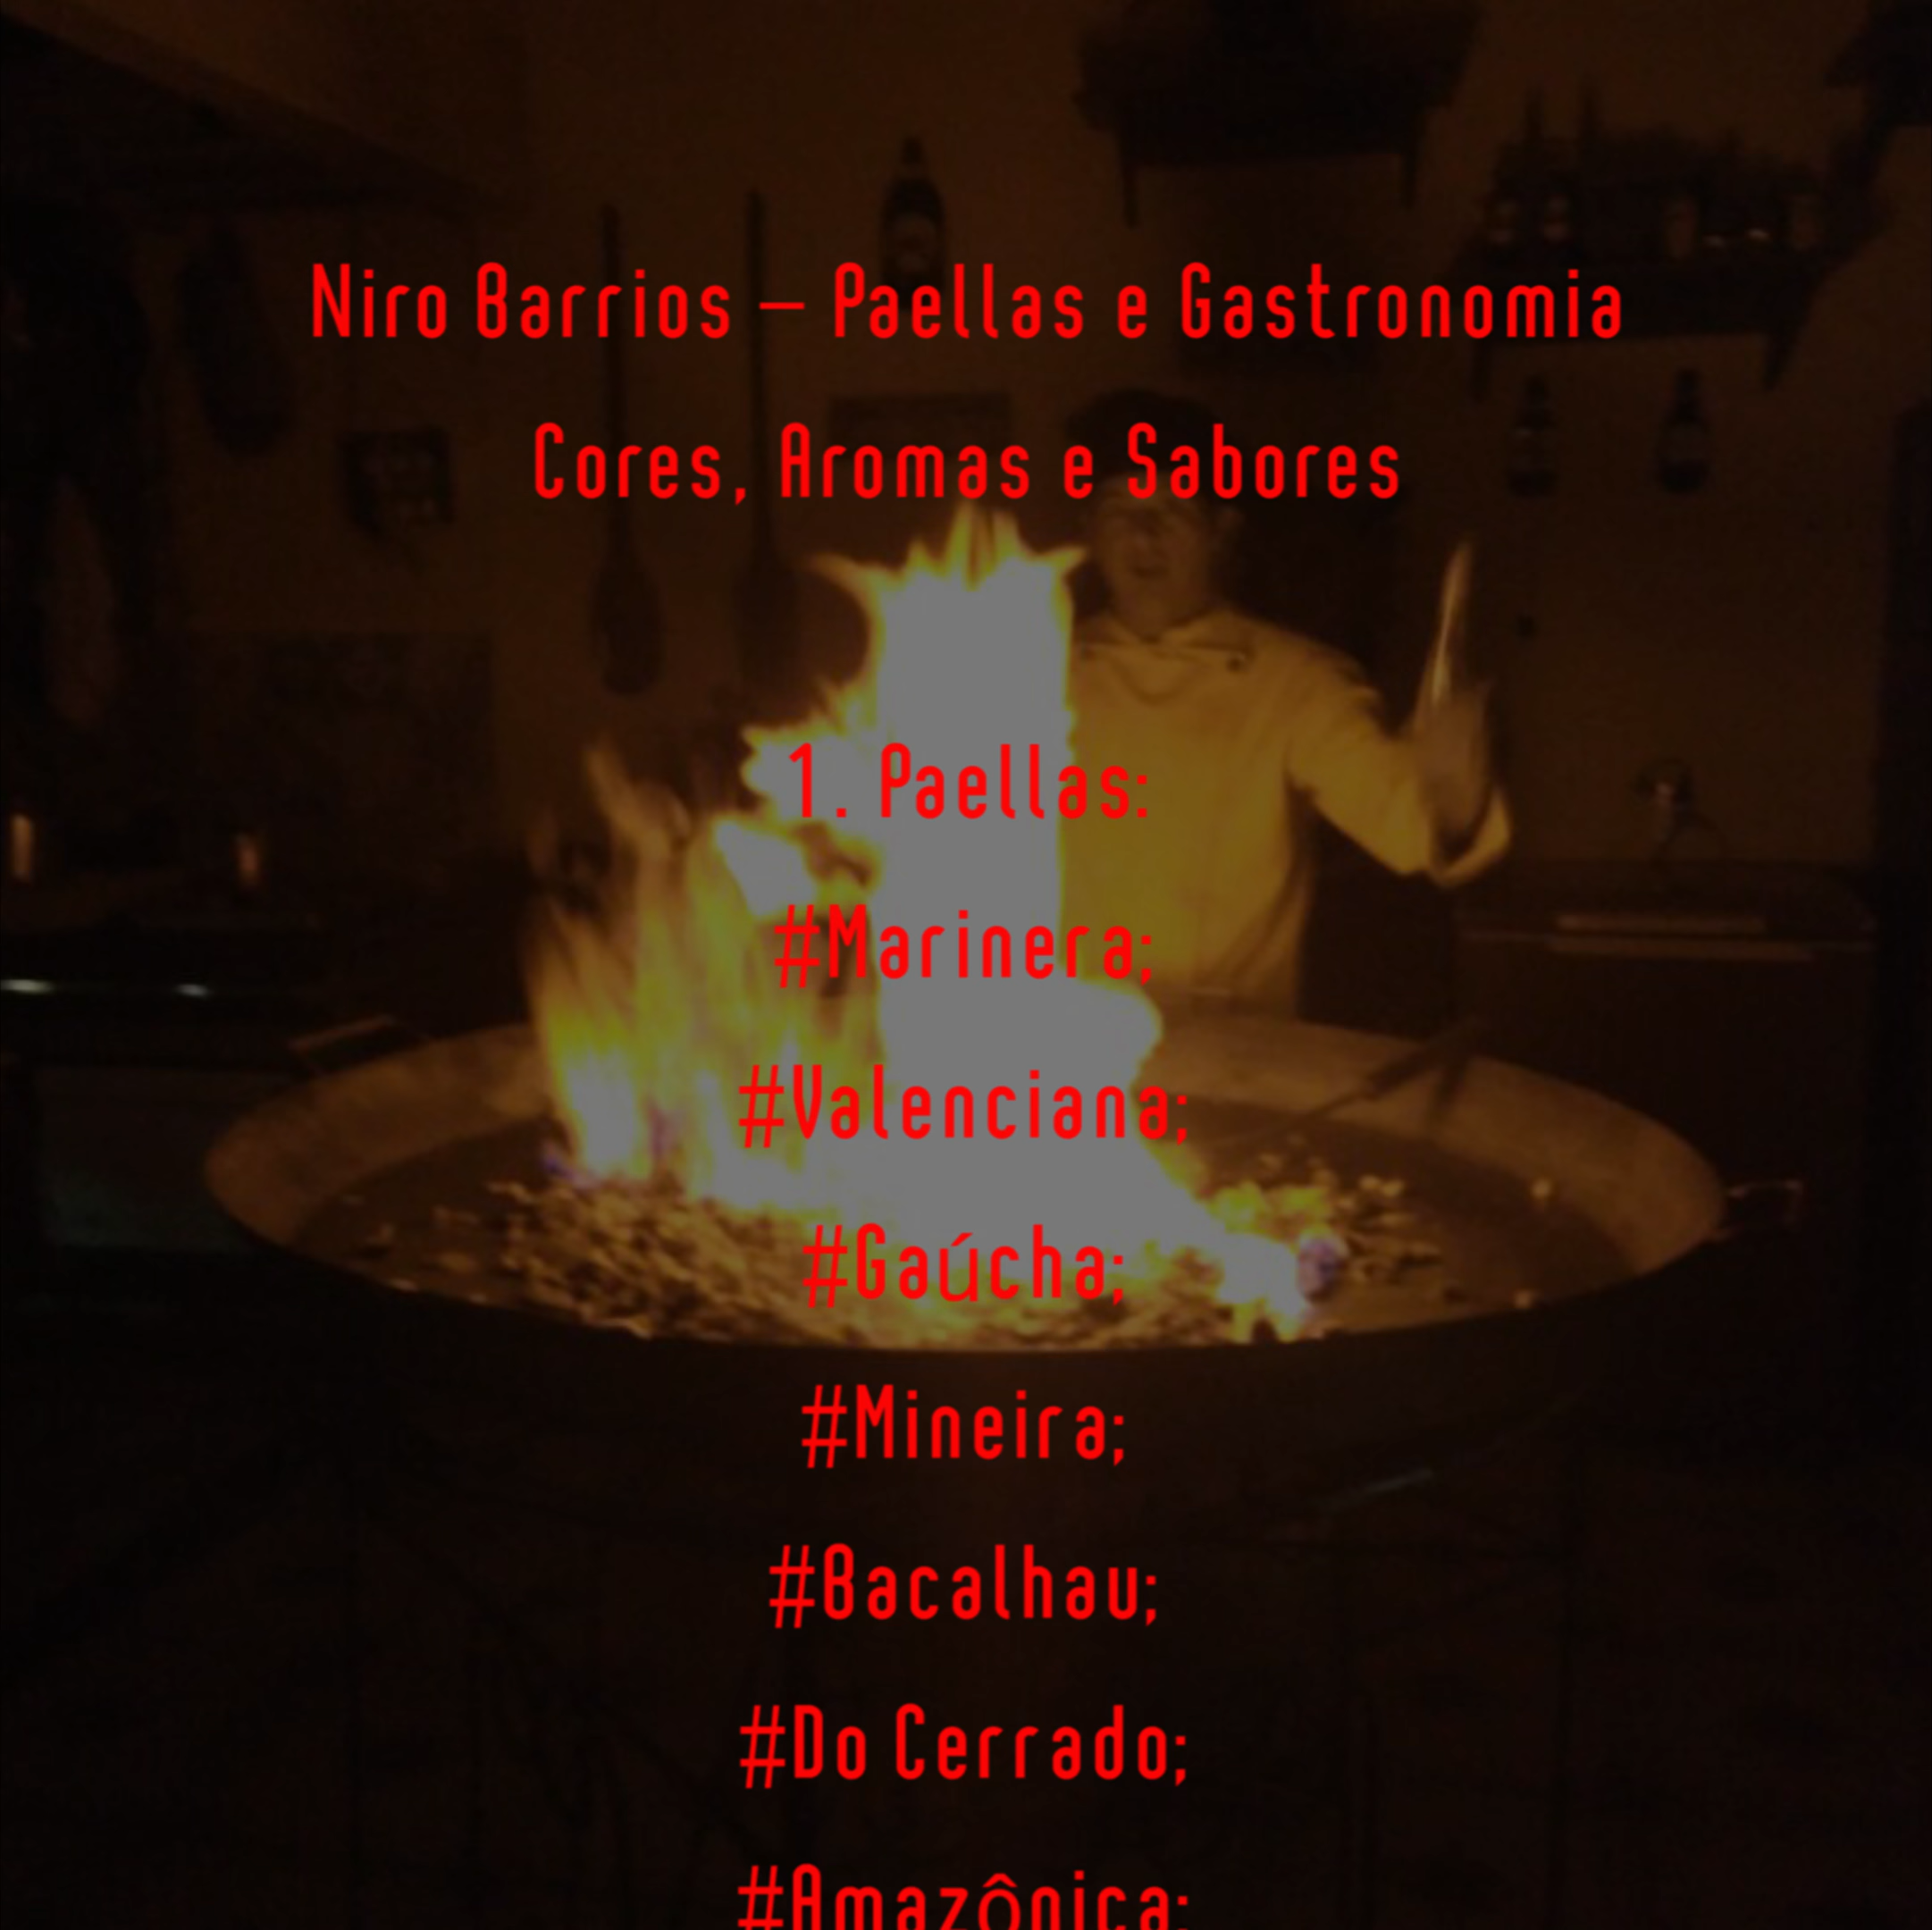 Niro Barrios – Paellas e Gastronomia
Cores, Aromas e Sabores
1. Paellas:
#Marinera;
#Valenciana;
#Gaúcha;
#Mineira;
#Bacalhau;
#Do Cerrado;
#Amazônica;